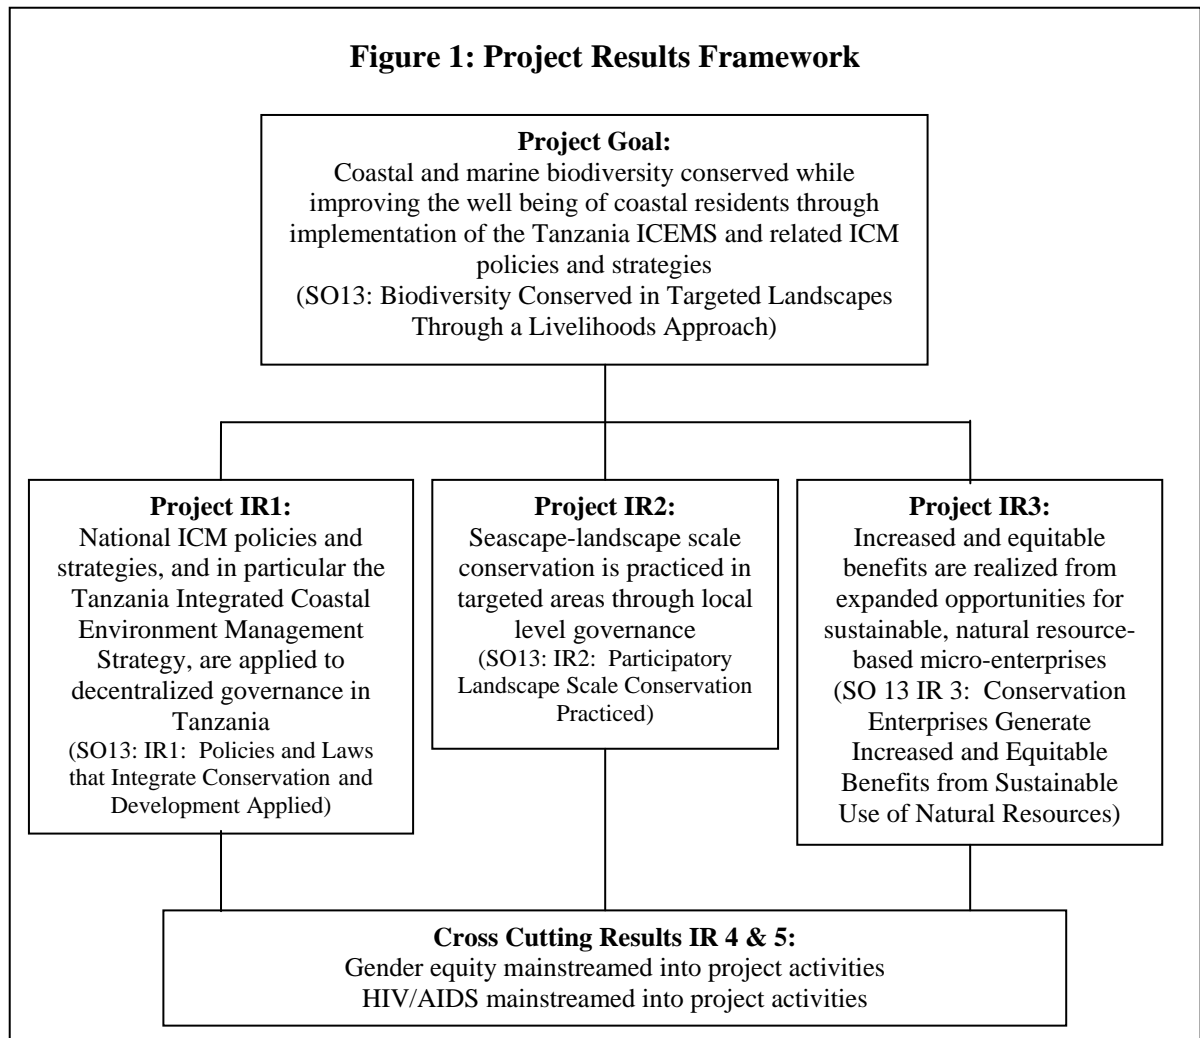 Figure 1: Project Results Framework
Project Goal:
Coastal and marine biodiversity conserved while
improving the well being of coastal residents through
implementation of the Tanzania ICEMS and related ICM
policies and strategies
(SO13: Biodiversity Conserved in Targeted Landscapes
Through a Livelihoods Approach)
Project IR1:
National ICM policies and
strategies, and in particular the
Tanzania Integrated Coastal
Environment Management
Strategy, are applied to
decentralized governance in
Tanzania
(SO13: IR1:  Policies and Laws
that Integrate Conservation and
Development Applied)
Project IR2:
Seascape-landscape scale
conservation is practiced in
targeted areas through local
level governance
(SO13: IR2:  Participatory
Landscape Scale Conservation
Practiced)
Project IR3:
Increased and equitable
benefits are realized from
expanded opportunities for
sustainable, natural resource-
based micro-enterprises
(SO 13 IR 3:  Conservation
Enterprises Generate
Increased and Equitable
Benefits from Sustainable
Use of Natural Resources)
Cross Cutting Results IR 4 & 5:
Gender equity mainstreamed into project activities
HIV/AIDS mainstreamed into project activities